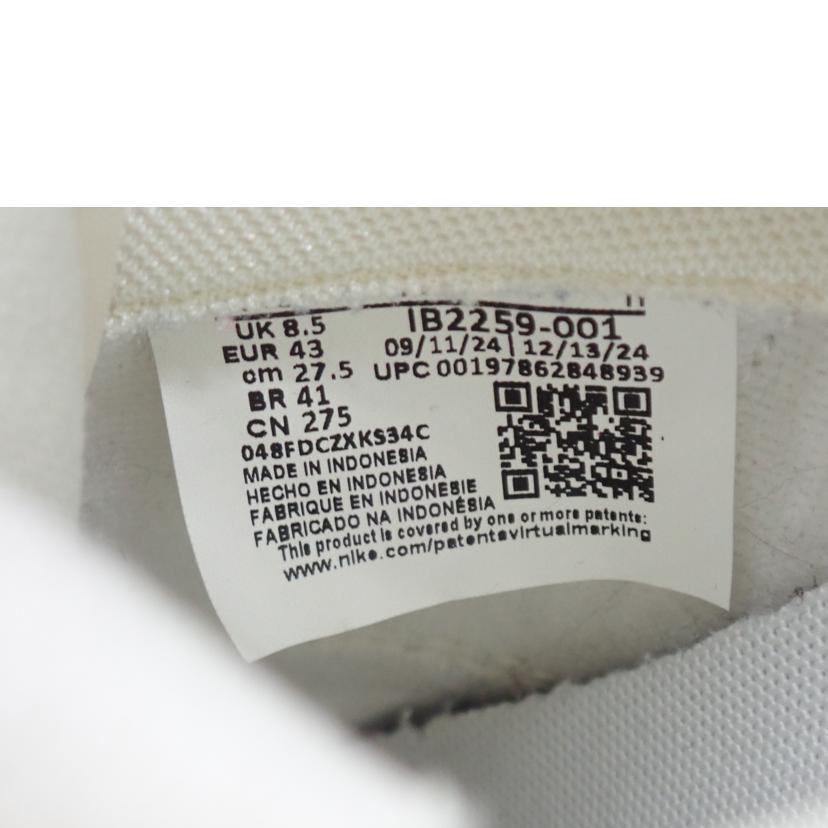 UK 8.5
IB2259-001
EUR 43
09/11/24 | 12/13/24
cm 27.5
UPC 00197862848939
BR 41
CN 275
048FDCZXKS34C
MADE IN INDONESIA
HECHO EN INDONESIA
FABRIQUE EN INDONESIE
FABRICADO NA INDONÉSIA
This product is covered by one or more patents:
www.nike.com/patentsvirtualmarking